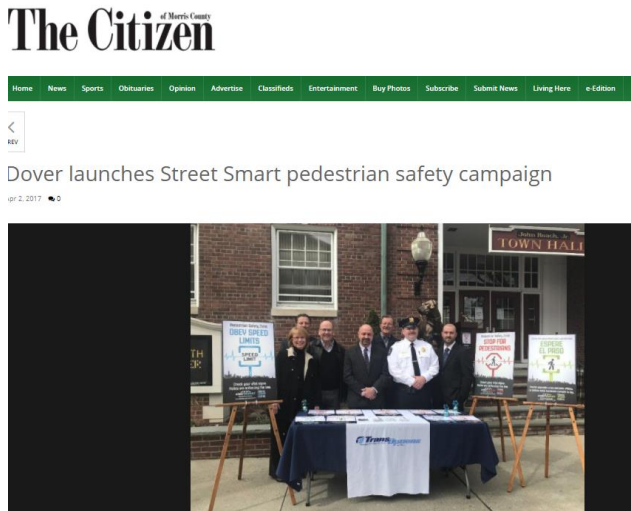 The Citizen
of Morris County
Home News Sports Obituaries Opinion Advertise Classifieds Entertainment Buy Photos Subscribe Submit News Living Here e-Edition
REV
Dover launches Street Smart pedestrian safety campaign
Apr 2, 2017 0
TOWN HALL
OBEY SPEED
LIMITS
SPEED
LIMIT
STOP FOR
PEDESTRIANS
ESPERE
EL PASO
TransOptions